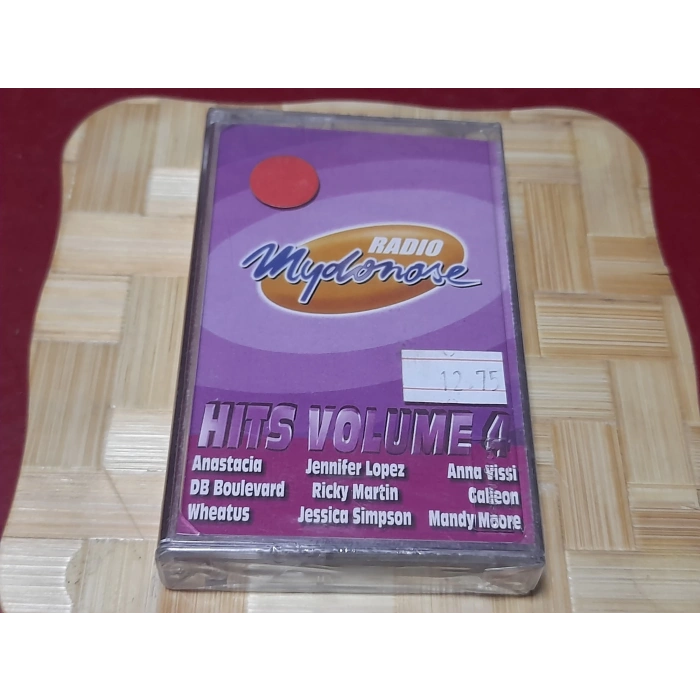 RADIO
Mydonose
12.75
HITS VOLUME 4
Anastacia Jennifer Lopez Anna Vissi
DB Boulevard Ricky Martin Galleon
Wheatus Jessica Simpson Mandy Moore